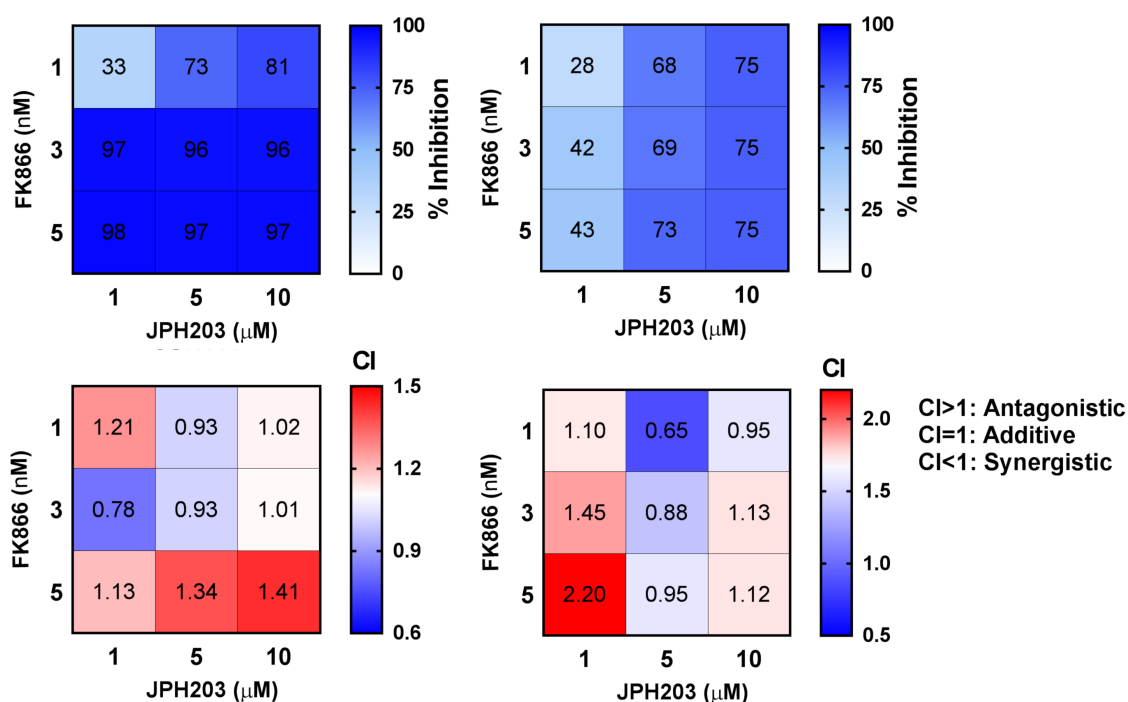 100
75
50
25
0
% Inhibition
FK866 (nM)
1
33 73 81
3
97 96 96
5
98 97 97
1 5 10
JPH203 (μM)
100
75
50
25
0
% Inhibition
FK866 (nM)
1
28 68 75
3
42 69 75
5
43 73 75
1 5 10
JPH203 (μM)
CI
1.5
1.2
0.9
0.6
FK866 (nM)
1
1.21 0.93 1.02
3
0.78 0.93 1.01
5
1.13 1.34 1.41
1 5 10
JPH203 (μM)
CI
2.0
1.5
1.0
0.5
FK866 (nM)
1
1.10 0.65 0.95
3
1.45 0.88 1.13
5
2.20 0.95 1.12
1 5 10
JPH203 (μM)
CI>1: Antagonistic
CI=1: Additive
CI<1: Synergistic